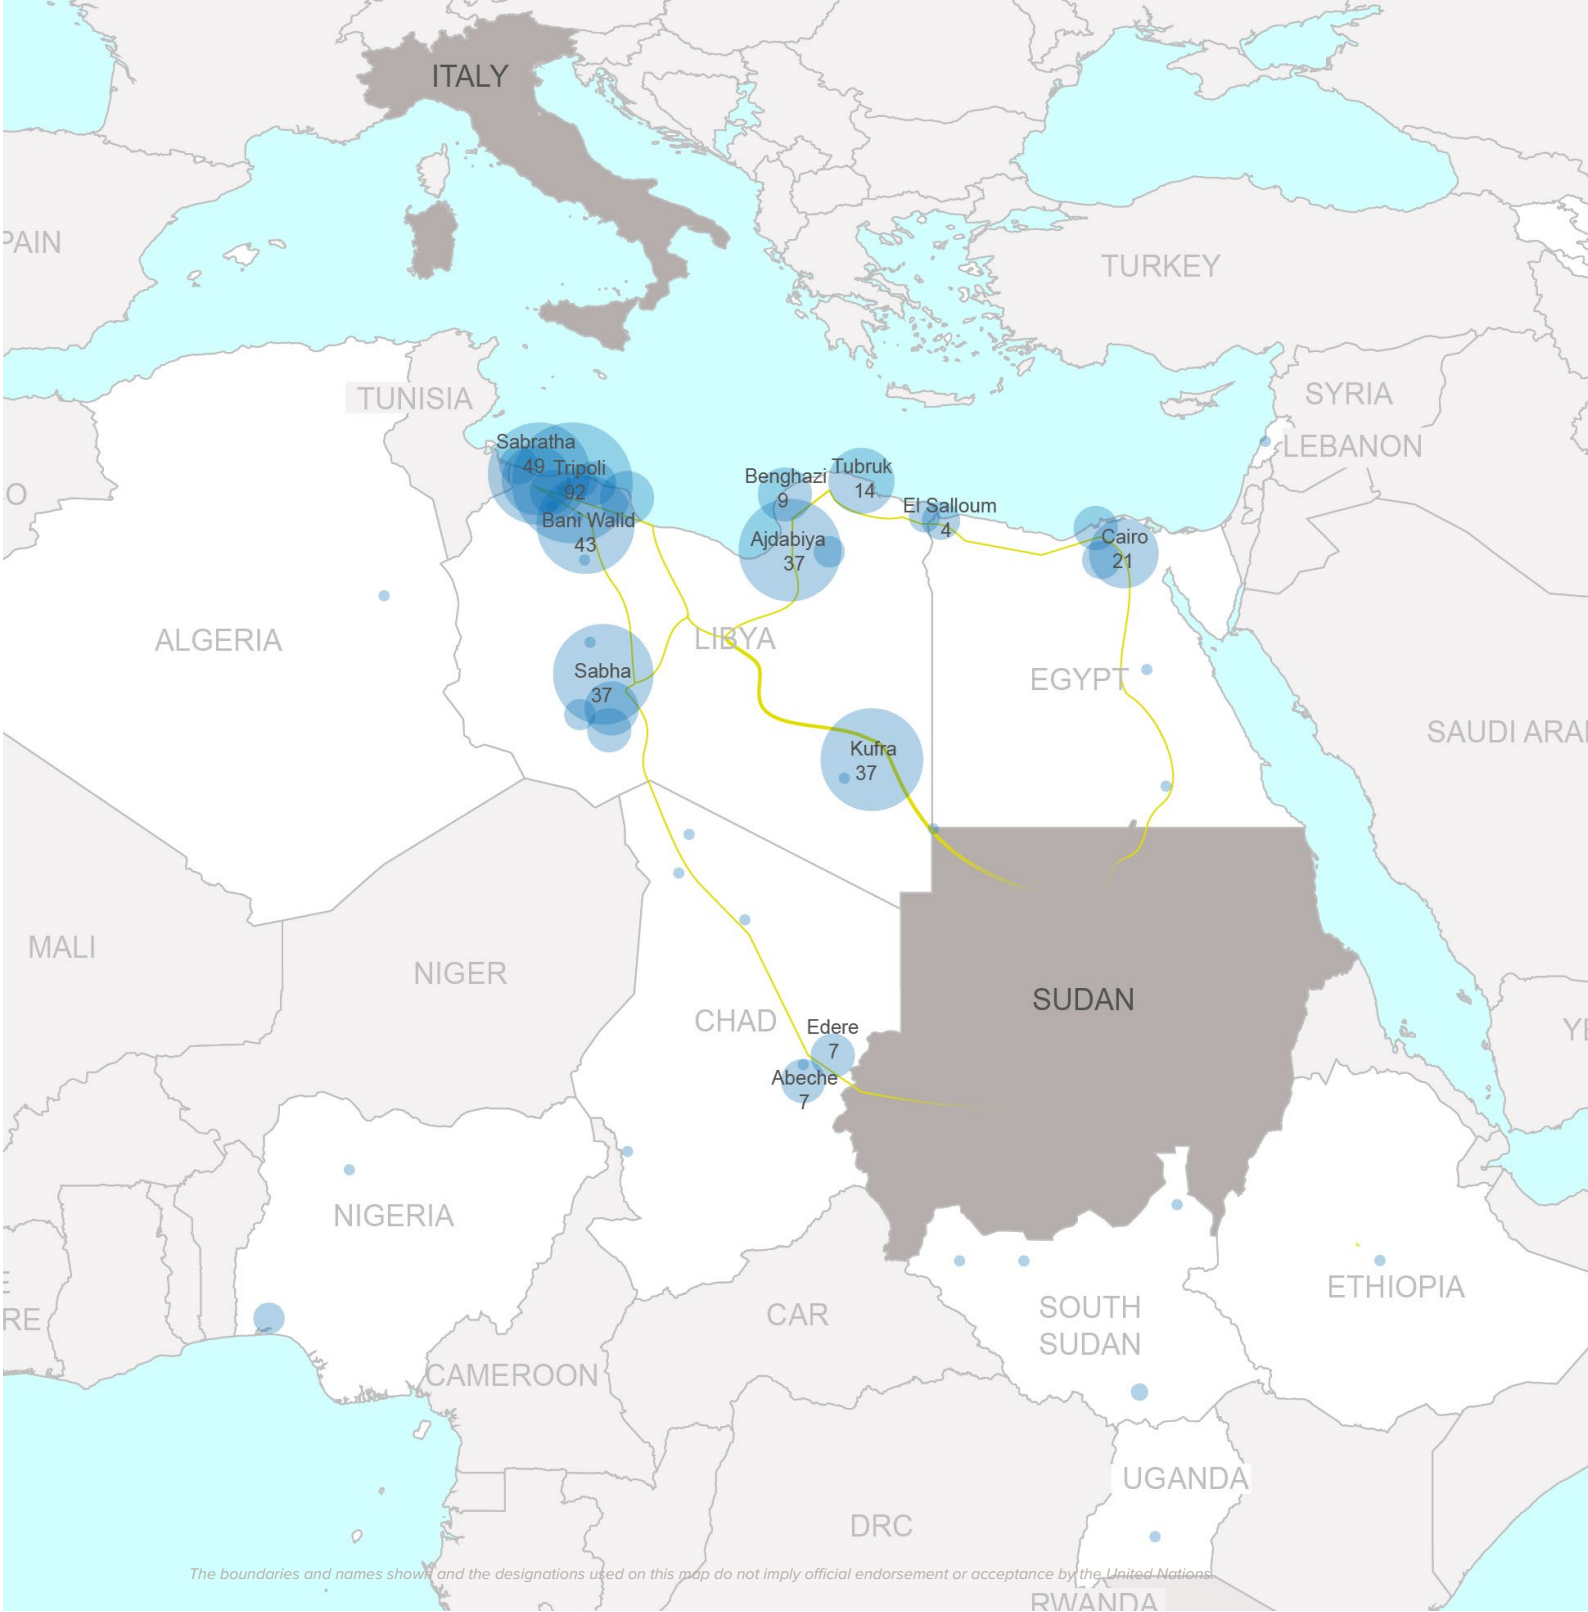 ITALY
PAIN
TURKEY
TUNISIA
SYRIA
LEBANON
Sabratha
49
Tripoli
92
Bani Walid
43
Benghazi
9
Tubruk
14
El Salloum
4
Ajdabiya
37
Cairo
21
O
ALGERIA
LIBYA
EGYPT
Sabha
37
SAUDI ARA
Kufra
37
MALI
NIGER
SUDAN
CHAD
Edere
7
YE
Abeche
7
NIGERIA
E
RE
ETHIOPIA
CAR
SOUTH
SUDAN
CAMEROON
UGANDA
DRC
The boundaries and names shown and the designations used on this map do not imply official endorsement or acceptance by the United Nations.
RWANDA